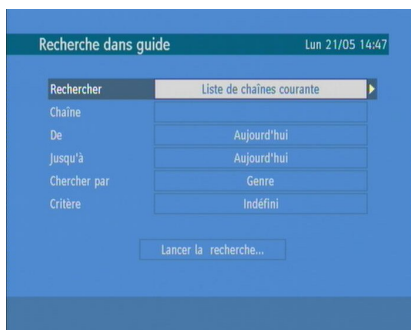 Recherche dans guide Lun 21/05 14:47
Rechercher Liste de chaînes courante
Chaîne
De Aujourd'hui
Jusqu'à Aujourd'hui
Chercher par Genre
Critère Indéfini
Lancer la recherche...